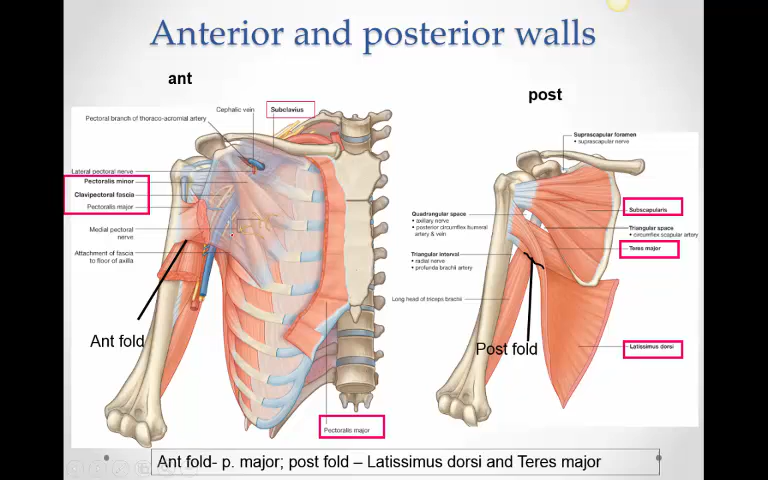 Anterior and posterior walls
ant
post
Cephalic vein
Subclavius
Pectoral branch of thoraco-acromial artery
Lateral pectoral nerve
Pectoralis minor
Clavipectoral fascia
Pectoralis major
Medial pectoral
nerve
Attachment of fascia
to floor of axilla
Ant fold
Pectoralis major
Suprascapular foramen
• suprascapular nerve
Subscapularis
Quadrangular space
• axillary nerve
• posterior circumflex humeral
artery & vein
Triangular space
• circumflex scapular artery
Teres major
Triangular interval
• radial nerve
• profunda brachii artery
Long head of triceps brachii
Post fold
Latissimus dorsi
Ant fold- p. major; post fold – Latissimus dorsi and Teres major